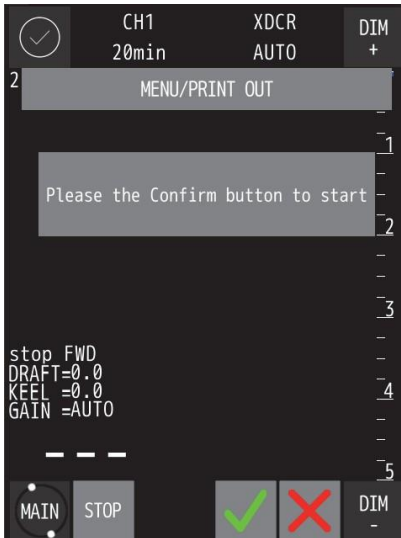 CH1
XDCR
DIM
+
20min
AUTO
2
MENU/PRINT OUT
1
Please the Confirm button to start
2
3
stop FWD
DRAFT=0.0
KEEL =0.0
GAIN =AUTO
4
– – –
5
MAIN
STOP
DIM
-